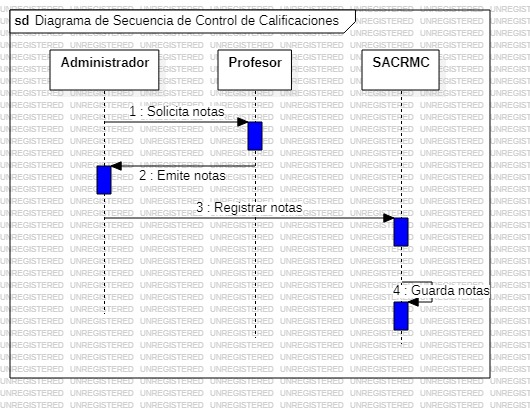 sd Diagrama de Secuencia de Control de Calificaciones
Administrador
Profesor
SACRMC
1 : Solicita notas
2 : Emite notas
3 : Registrar notas
4 : Guarda notas
UNREGISTERED